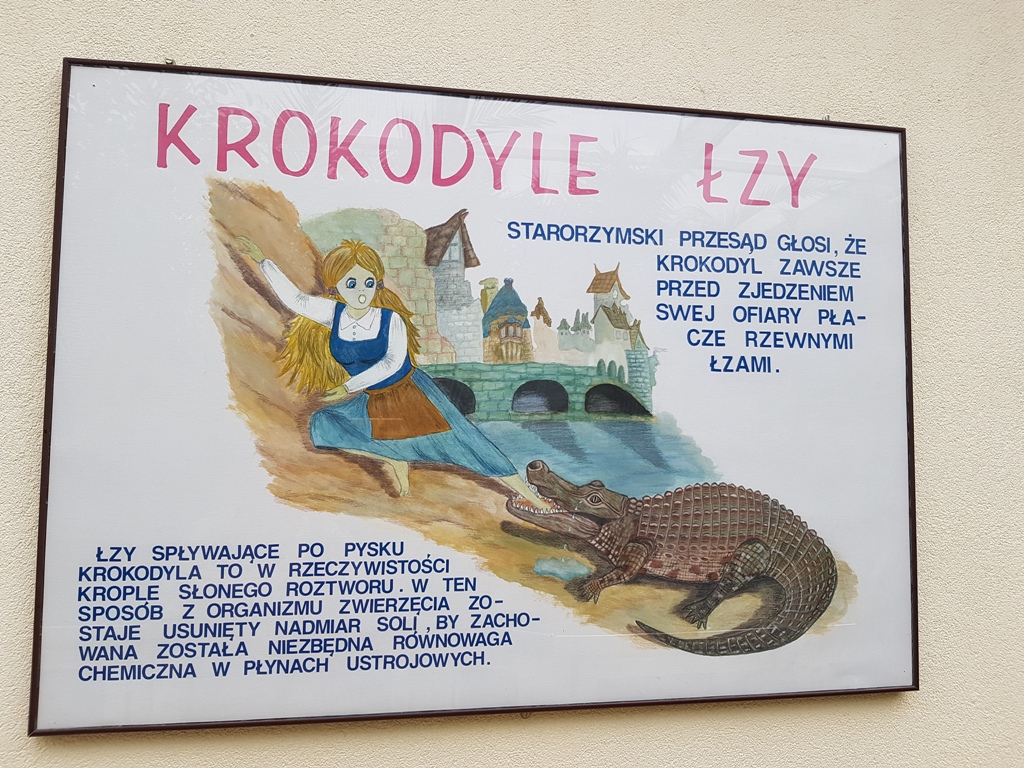 KROKODYLE ŁZY
STARORZYMSKI PRZESĄD GŁOSI, ŻE
KROKODYL ZAWSZE
PRZED ZJEDZENIEM
SWEJ OFIARY PŁA-
CZE RZEWNYMI
ŁZAMI.
ŁZY SPŁYWAJĄCE PO PYSKU
KROKODYLA TO W RZECZYWISTOŚCI
KROPLE SŁONEGO ROZTWORU. W TEN
SPOSÓB Z ORGANIZMU ZWIERZĘCIA ZO-
STAJE USUNIĘTY NADMIAR SOLI, BY ZACHO-
WANA ZOSTAŁA NIEZBĘDNA RÓWNOWAGA
CHEMICZNA W PŁYNACH USTROJOWYCH.